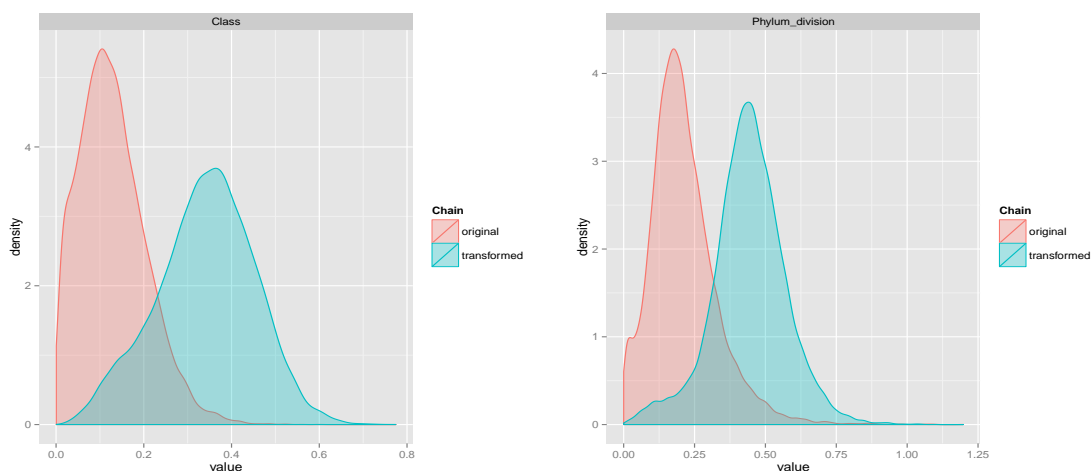 Class
density
4
2
0
0.0 0.2 0.4 0.6 0.8
value
Chain
original
transformed
Phylum_division
density
4
3
2
1
0
0.00 0.25 0.50 0.75 1.00 1.25
value
Chain
original
transformed